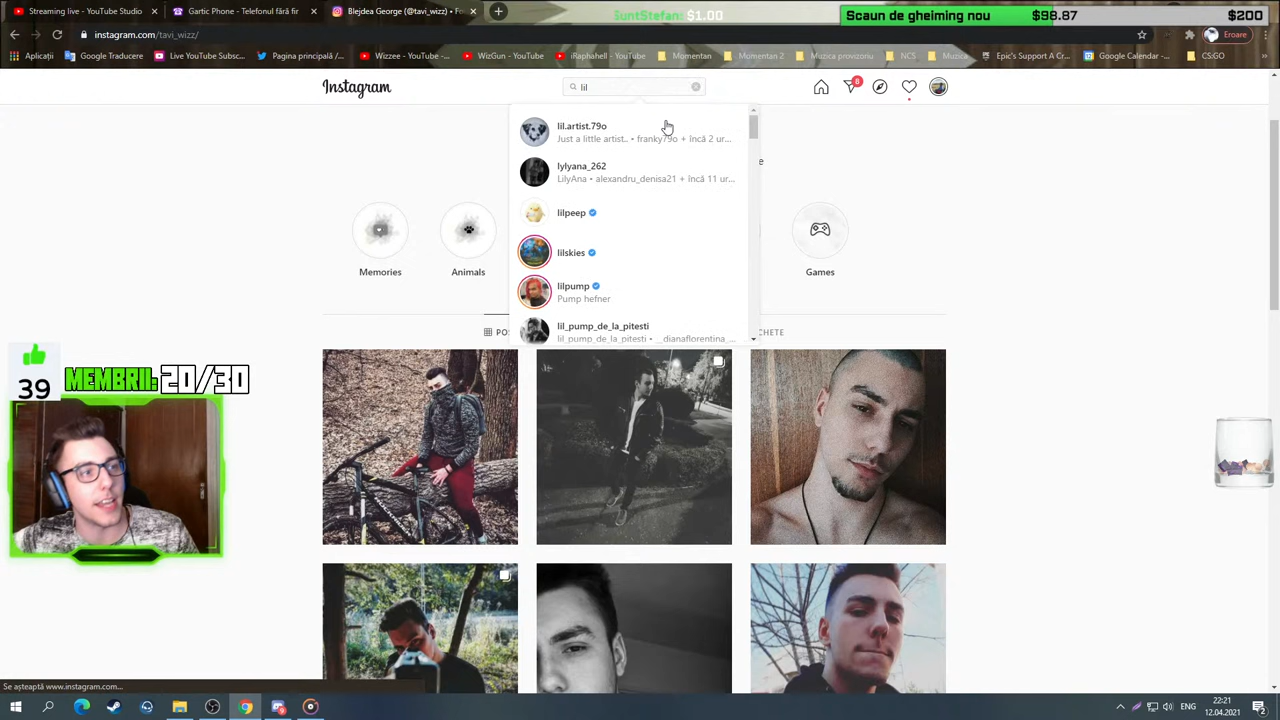 SuntStefan: $1.00
Scaun de gheiming nou $98.87 $200
Streaming live - YouTube Studio
Gartic Phone - Telefonul fără fir
Blejdea George (@tavi_wizz) • Fo
instagram.com/tavi_wizz/
Eroare
Aplicații
Google Traducere
YouTube Live Subsc...
Pagina principală /...
Wizzee - YouTube -...
WizGun - YouTube
iRaphahell - YouTube
Momentan
Momentan 2
Muzica provizoriu
NCS
Muzica
Epic's Support A Cr...
Google Calendar -...
CS:GO
Instagram
lil
8
lil.artist.79o
Just a little artist.. • franky79o + încă 2 ur...
lylyana_262
LilyAna • alexandru_denisa21 + încă 11 ur...
lilpeep
lilskies
lilpump
Pump hefner
lil_pump_de_la_pitesti
lil_pump_de_la_pitesti • __dianaflorentina_...
Memories
Animals
Games
PO
CHETE
39
MEMBRII: 20/30
Se așteaptă www.instagram.com...
ENG
22:21
12.04.2021
2